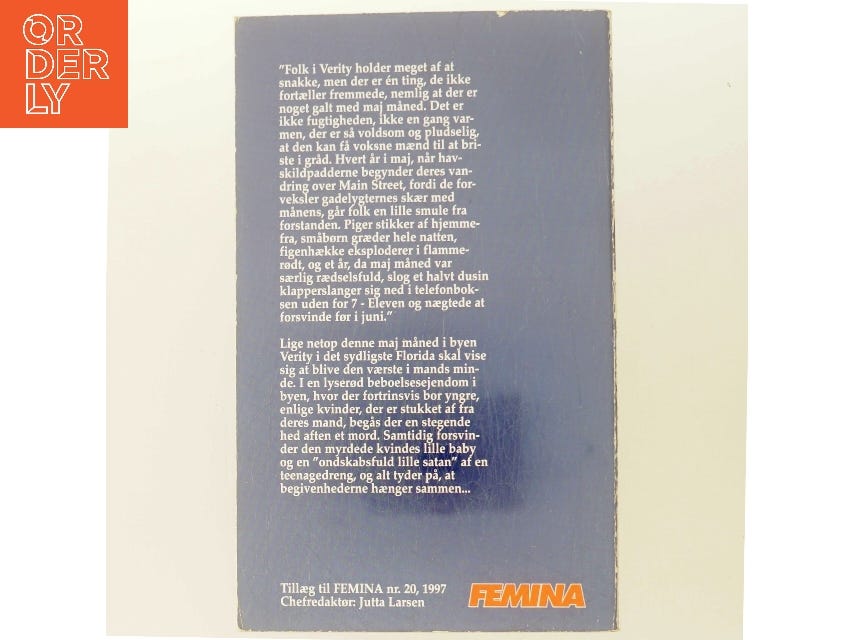 OR
DER
LY
"Folk i Verity holder meget af at
snakke, men der er én ting, de ikke
fortæller fremmede, nemlig at der er
noget galt med maj måned. Det er
ikke fugtigheden, ikke en gang var-
men, der er så voldsom og pludselig,
at den kan få voksne mænd til at bri-
ste i gråd. Hvert år i maj, når hav-
skildpadderne begynder deres van-
dring over Main Street, fordi de for-
veksler gadelygternes skær med
månens, går folk en lille smule fra
forstanden. Piger stikker af hjemme-
fra, småbørn græder hele natten,
figenhække eksploderer i flamme-
rødt, og et år, da maj måned var
særlig rædselsfuld, slog et halvt dusin
klapperslanger sig ned i telefonbok-
sen uden for 7 - Eleven og nægtede at
forsvinde før i juni."
Lige netop denne maj måned i byen
Verity i det sydligste Florida skal vise
sig at blive den værste i mands min-
de. I en lyserød beboelsesejendom i
byen, hvor der fortrinsvis bor yngre,
enlige kvinder, der er stukket af fra
deres mand, begås der en stegende
hed aften et mord. Samtidig forsvin-
der den myrdede kvindes lille baby
og en "ondskabsfuld lille satan" af en
teenagedreng, og alt tyder på, at
begivenhederne hænger sammen...
Tillæg til FEMINA nr. 20, 1997
Chefredaktør: Jutta Larsen
FEMINA